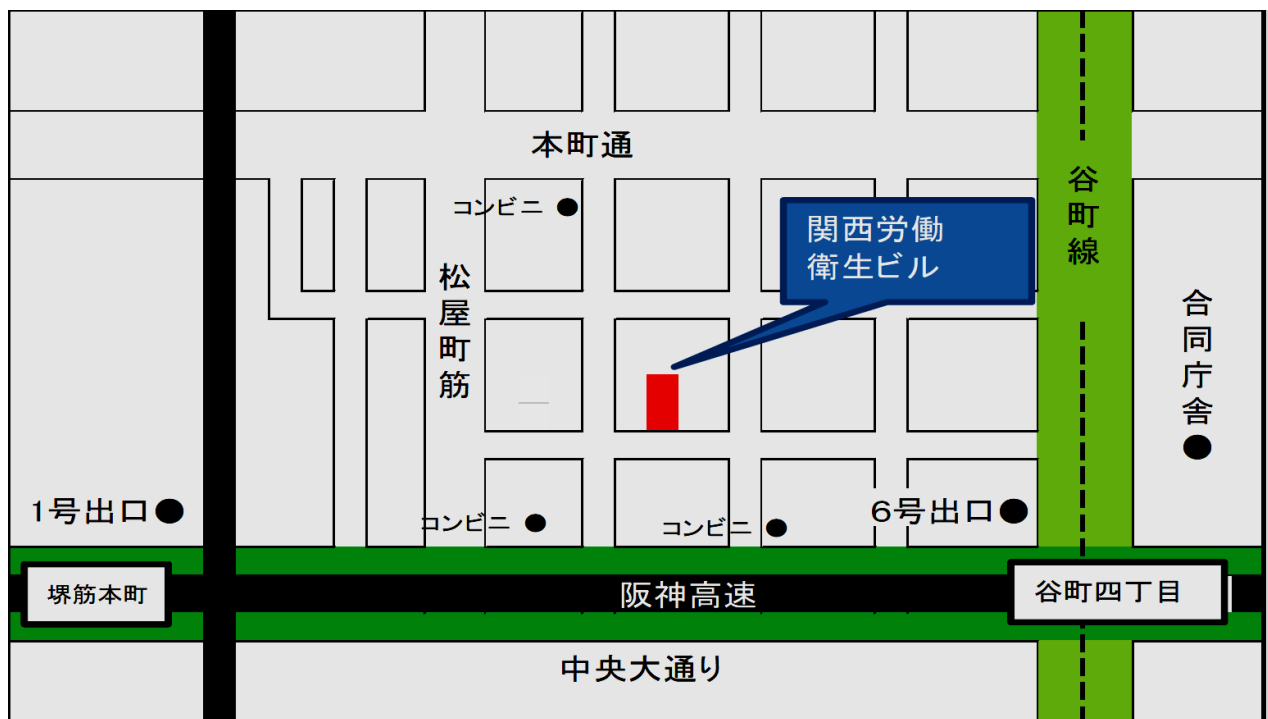 本町通
谷町線
コンビニ
関西労働
衛生ビル
松屋町筋
合同庁舎
1号出口
6号出口
コンビニ
コンビニ
堺筋本町
阪神高速
谷町四丁目
中央大通り